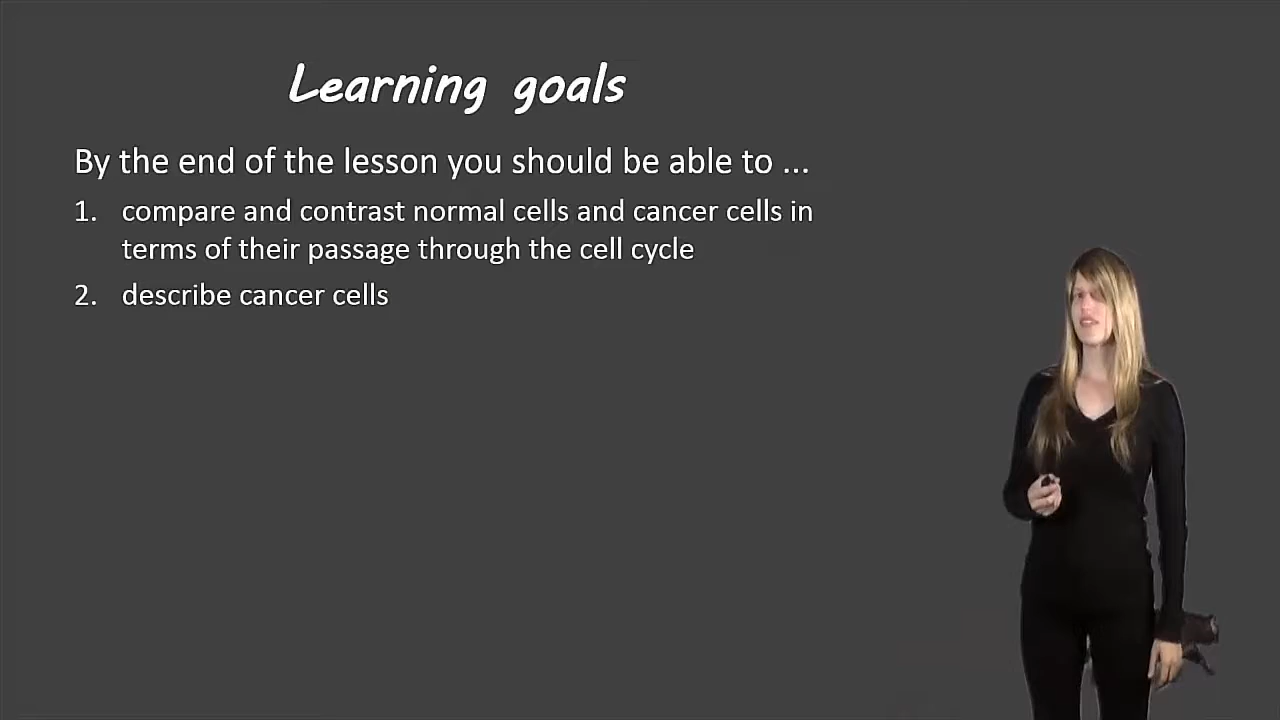 Learning goals
By the end of the lesson you should be able to ...
1. compare and contrast normal cells and cancer cells in
terms of their passage through the cell cycle
2. describe cancer cells